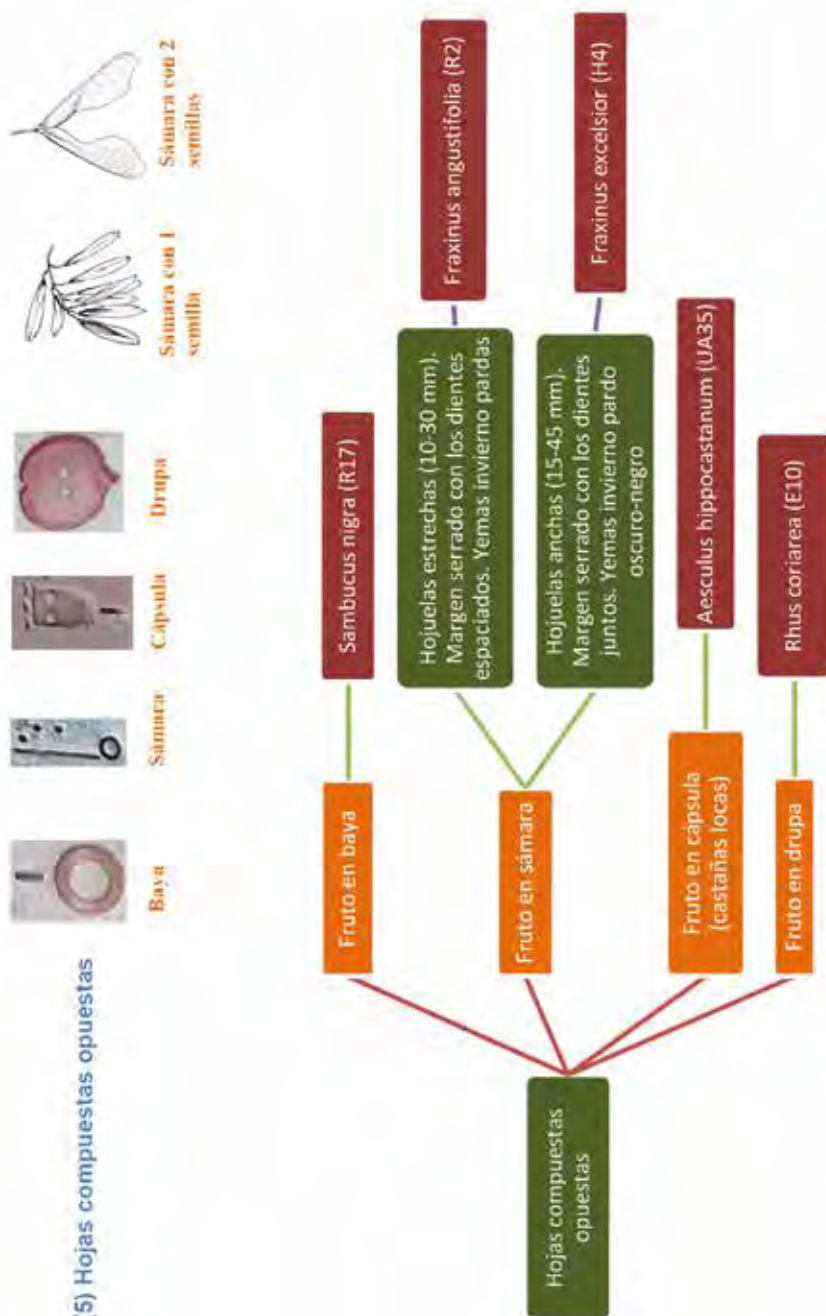 5) Hojas compuestas opuestas
Baya
Sámara
Cápsula
Drupa
Sámara con 1
semilla
Sámara con 2
semillas
Hojas compuestas
opuestas
Fruto en baya
Sambucus nigra (R17)
Fruto en sámara
Hojuelas estrechas (10-30 mm).
Margen serrado con los dientes
espaciados. Yemas invierno pardas
Fraxinus angustifolia (R2)
Hojuelas anchas (15-45 mm).
Margen serrado con los dientes
juntos. Yemas invierno pardo
oscuro-negro
Fraxinus excelsior (H4)
Fruto en cápsula
(castañas locas)
Aesculus hippocastanum (UA35)
Fruto en drupa
Rhus coriarea (E10)